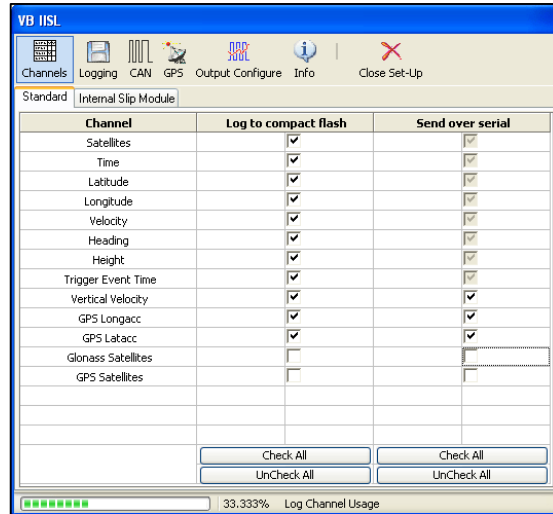 VB IISL
Channels Logging CAN GPS Output Configure Info Close Set-Up
Standard Internal Slip Module
Channel Log to compact flash Send over serial
Satellites
Time
Latitude
Longitude
Velocity
Heading
Height
Trigger Event Time
Vertical Velocity
GPS Longacc
GPS Latacc
Glonass Satellites
GPS Satellites
Check All Check All
UnCheck All UnCheck All
33.333% Log Channel Usage